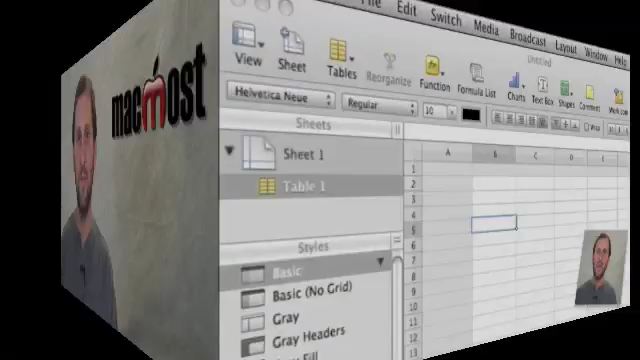 macmost
File Edit Switch Media Broadcast Layout Window Help
Untitled
View Sheet Tables Reorganize Function Formula List Charts Text Box Shapes Comment
Helvetica Neue Regular 10
Sheets
Sheet 1
Table 1
Styles
Basic
Basic (No Grid)
Gray
Gray Headers
Fill
A B C D E
1
2
3
4
5
6
7
8
9
10
11
12
13